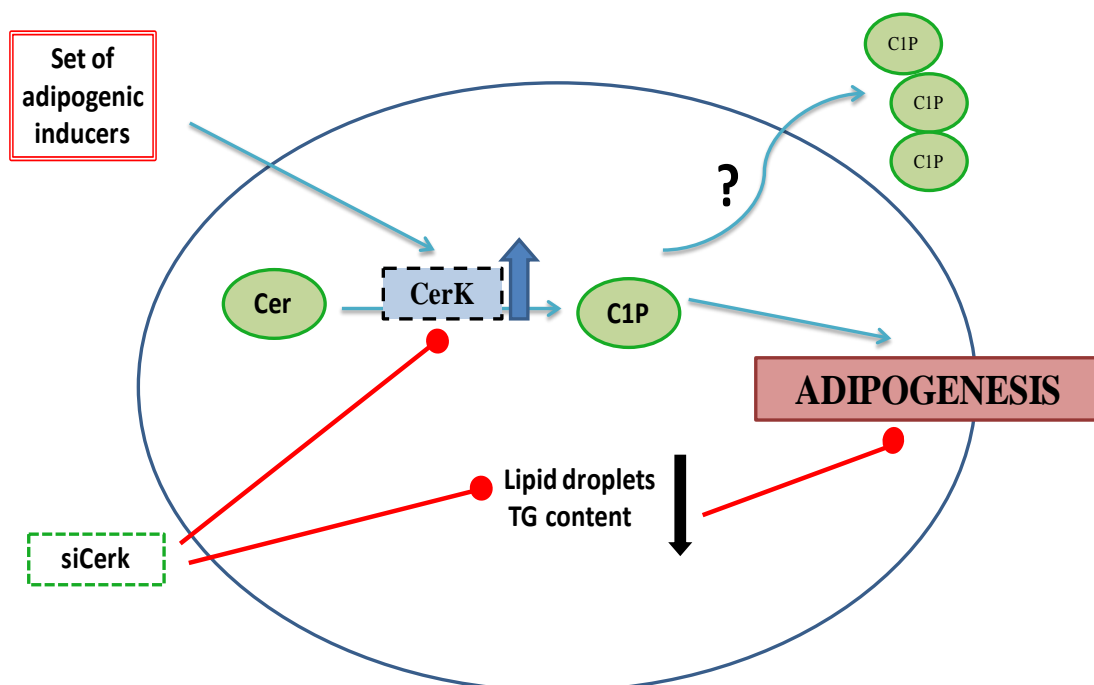 Set of
adipogenic
inducers
C1P
C1P
C1P
?
Cer
CerK
C1P
ADIPOGENESIS
Lipid droplets
TG content
siCerk